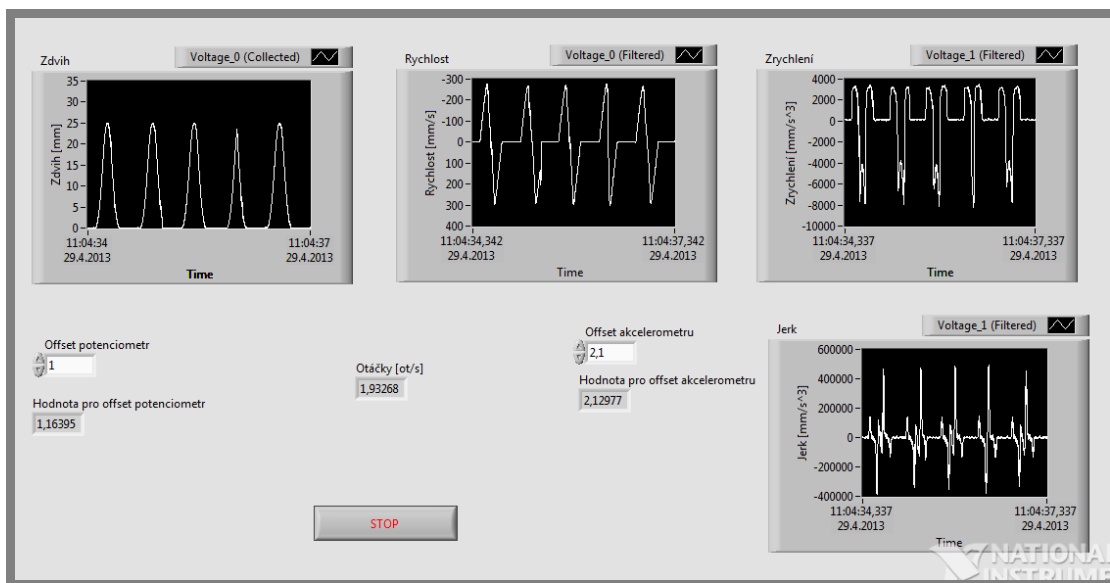 Zdvih
Voltage_0 (Collected)
35
30
25
20
15
10
5
0
Zdvih [mm]
11:04:34
29.4.2013
11:04:37
29.4.2013
Time
Rychlost
Voltage_0 (Filtered)
-300
-200
-100
0
100
200
300
400
Rychlost [mm/s]
11:04:34,342
29.4.2013
11:04:37,342
29.4.2013
Time
Zrychlení
Voltage_1 (Filtered)
4000
2000
0
-2000
-4000
-6000
-8000
-10000
Zrychlení [mm/s^3]
11:04:34,337
29.4.2013
11:04:37,337
29.4.2013
Time
Offset potenciometr
1
Hodnota pro offset potenciometr
1,16395
Otáčky [ot/s]
1,93268
Offset akcelerometru
2,1
Hodnota pro offset akcelerometru
2,12977
Jerk
Voltage_1 (Filtered)
600000
400000
200000
0
-200000
-400000
Jerk [mm/s^3]
11:04:34,337
29.4.2013
11:04:37,337
29.4.2013
Time
STOP
NATIONAL
INSTRUME